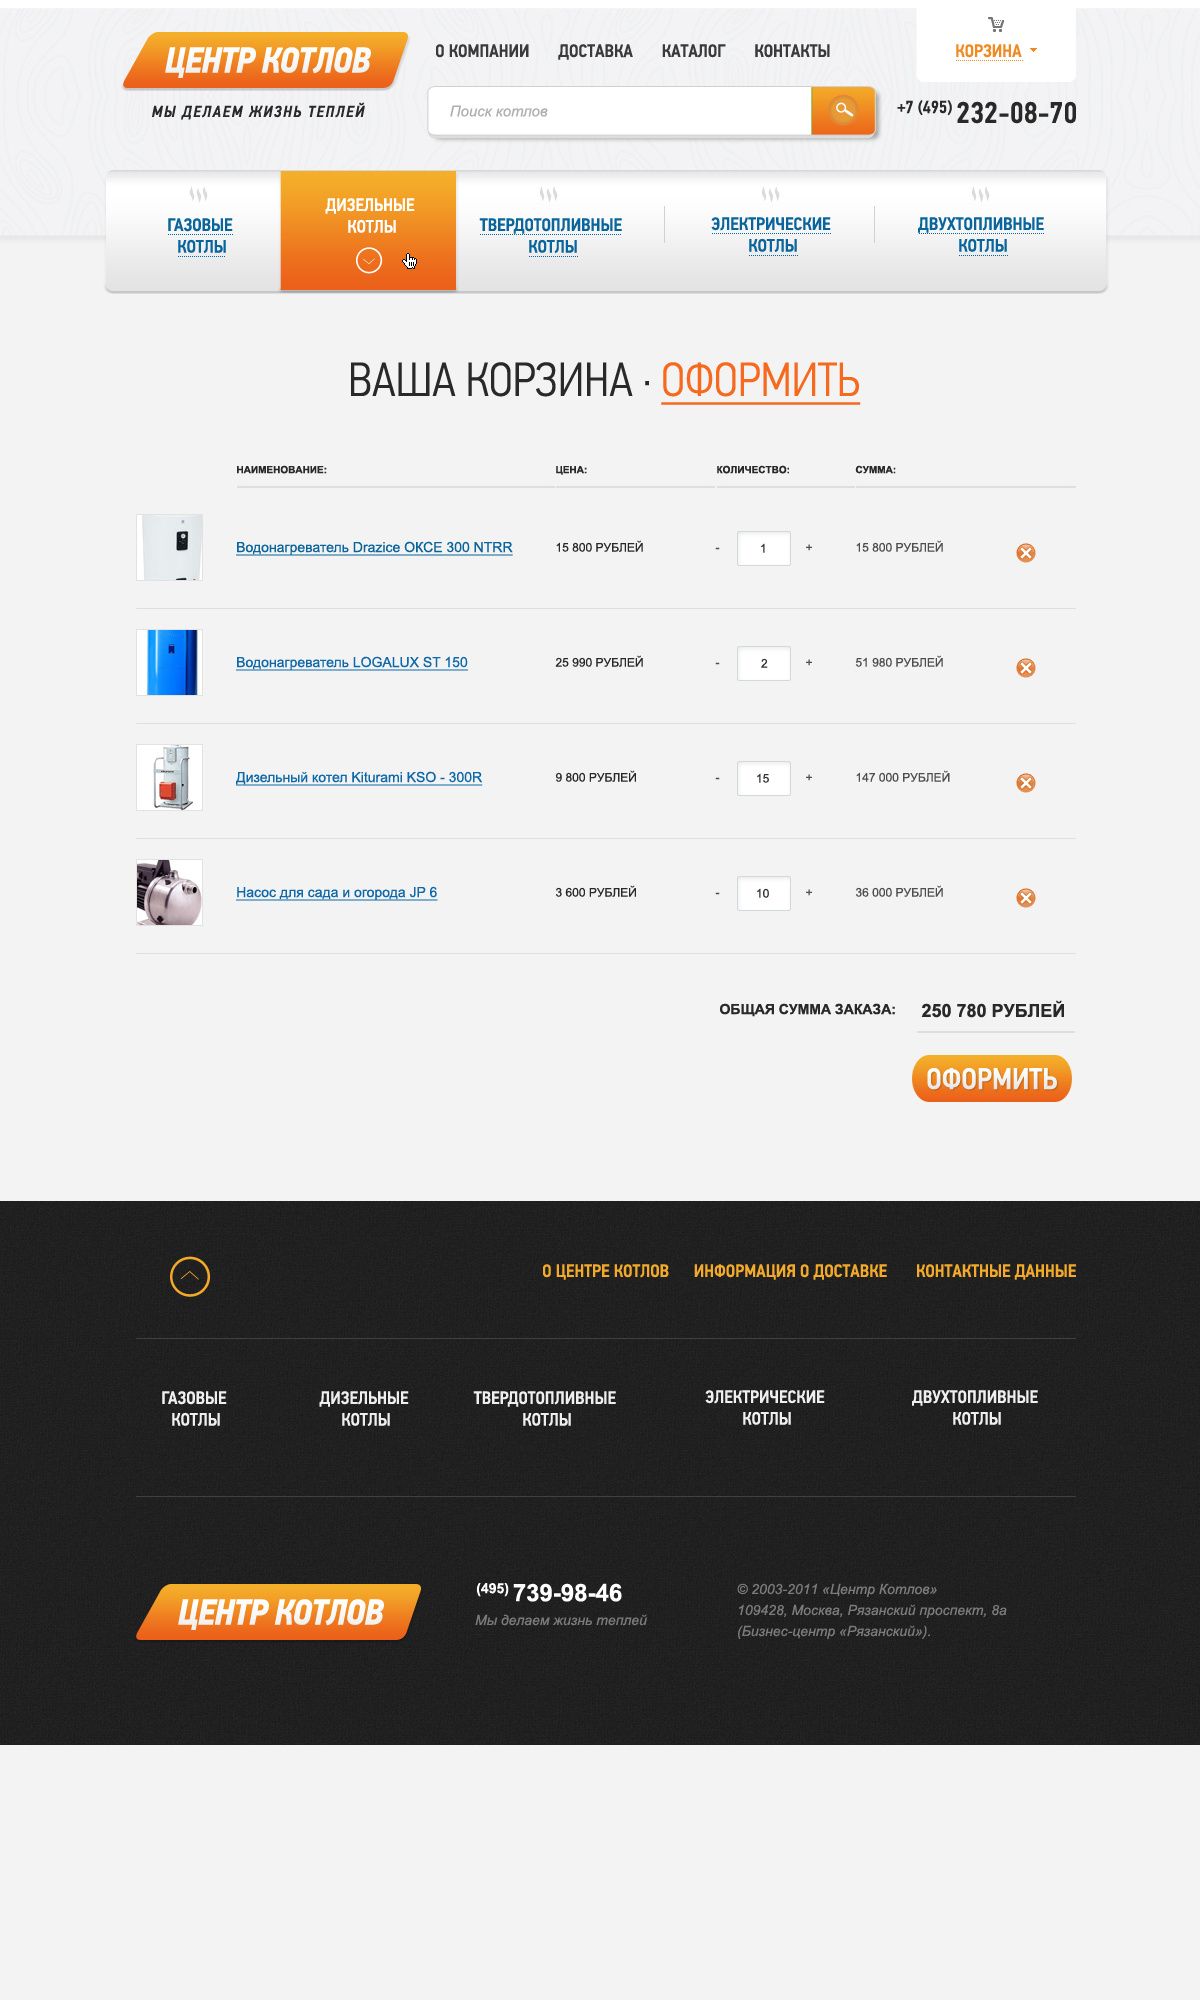 ЦЕНТР КОТЛОВ
МЫ ДЕЛАЕМ ЖИЗНЬ ТЕПЛЕЙ
О КОМПАНИИ ДОСТАВКА КАТАЛОГ КОНТАКТЫ
КОРЗИНА
Поиск котлов
+7 (495) 232-08-70
ГАЗОВЫЕ
КОТЛЫ
ДИЗЕЛЬНЫЕ
КОТЛЫ
ТВЕРДОТОПЛИВНЫЕ
КОТЛЫ
ЭЛЕКТРИЧЕСКИЕ
КОТЛЫ
ДВУХТОПЛИВНЫЕ
КОТЛЫ
ВАША КОРЗИНА · ОФОРМИТЬ
НАИМЕНОВАНИЕ: ЦЕНА: КОЛИЧЕСТВО: СУММА:
Водонагреватель Drazice ОКСЕ 300 NTRR 15 800 РУБЛЕЙ - 1 + 15 800 РУБЛЕЙ
Водонагреватель LOGALUX ST 150 25 990 РУБЛЕЙ - 2 + 51 980 РУБЛЕЙ
Дизельный котел Kiturami KSO - 300R 9 800 РУБЛЕЙ - 15 + 147 000 РУБЛЕЙ
Насос для сада и огорода JP 6 3 600 РУБЛЕЙ - 10 + 36 000 РУБЛЕЙ
ОБЩАЯ СУММА ЗАКАЗА: 250 780 РУБЛЕЙ
ОФОРМИТЬ
О ЦЕНТРЕ КОТЛОВ ИНФОРМАЦИЯ О ДОСТАВКЕ КОНТАКТНЫЕ ДАННЫЕ
ГАЗОВЫЕ
КОТЛЫ
ДИЗЕЛЬНЫЕ
КОТЛЫ
ТВЕРДОТОПЛИВНЫЕ
КОТЛЫ
ЭЛЕКТРИЧЕСКИЕ
КОТЛЫ
ДВУХТОПЛИВНЫЕ
КОТЛЫ
ЦЕНТР КОТЛОВ
(495) 739-98-46
Мы делаем жизнь теплей
© 2003-2011 «Центр Котлов»
109428, Москва, Рязанский проспект, 8а
(Бизнес-центр «Рязанский»).